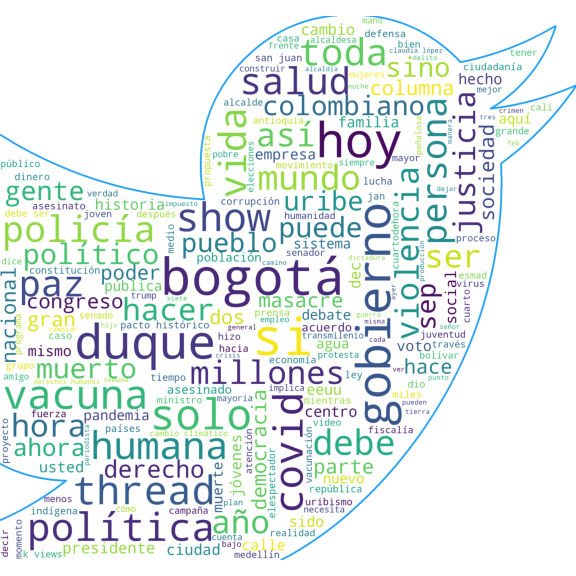 mano
cambio
casa alcaldesa defensa
toda
frente bien tener
claudia lópez
san juan sino ciudadanía
construir alcaldía delito
salud mujeres hecho
noche mejor
columna
alcalde colombiano crimen
antioquia familia tres cali
propuesta vida elecciones así hoy peñalosa persona manera justicia sociedad aquí
grande
pobre empresa movimiento siempre mayor feb
público mundo
dinero verdad impuesto corrupción lucha dejar
asesinato
gente historia show uribe jan violencia
debe ser joven después humanidad puede cuartodehora proceso
policía medio pueblo senador sistema gobierno ser
dice político población dictadura esmad
constitución bogotá camino dec ayer producción
nacional paz poder masacre sep social virus
trump siete cuarto
congreso pública prensa debate
programa senado pacto histórico guerra juventud señor
gran cambiar hijo dos empleo acuerdo misma bolívar
general transmilenio
duque si agua cada voto través
mismo caso hizo protesta
grupo hacia economía ver hace
muerto crisis
amigo derechos humanos semana millones ley
tiempo implica eeuu dio punto
vacuna asesinado mientras miles pueden
ministro mayoría centro tierra
fuerza pandemia solo video fiscalía
hora países covid debe
proyecto periodista cambio climático democracia elespectador vacunación
ahora humana atención nuevo
usted derecho jóvenes parte
muerte república
menos thread plan uribismo
indígena campaña necesita
cómo año
política cuenta sido
decir momento realidad
presidente bajo calle
k views ciudad medellín
hacer